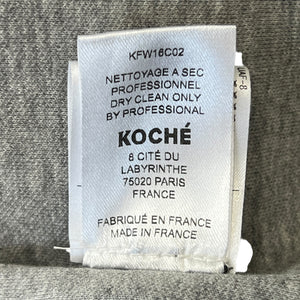 KFW16C02
NETTOYAGE A SEC
PROFESSIONNEL
DRY CLEAN ONLY
BY PROFESSIONAL
KOCHÉ
8 CITÉ DU
LABYRINTHE
75020 PARIS
FRANCE
FABRIQUÉ EN FRANCE
MADE IN FRANCE